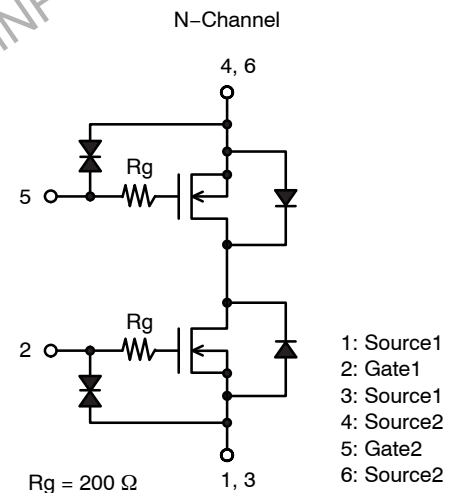 N−Channel
4, 6
Rg
5
Rg
2
1: Source1
2: Gate1
3: Source1
4: Source2
5: Gate2
6: Source2
Rg = 200 Ω
1, 3